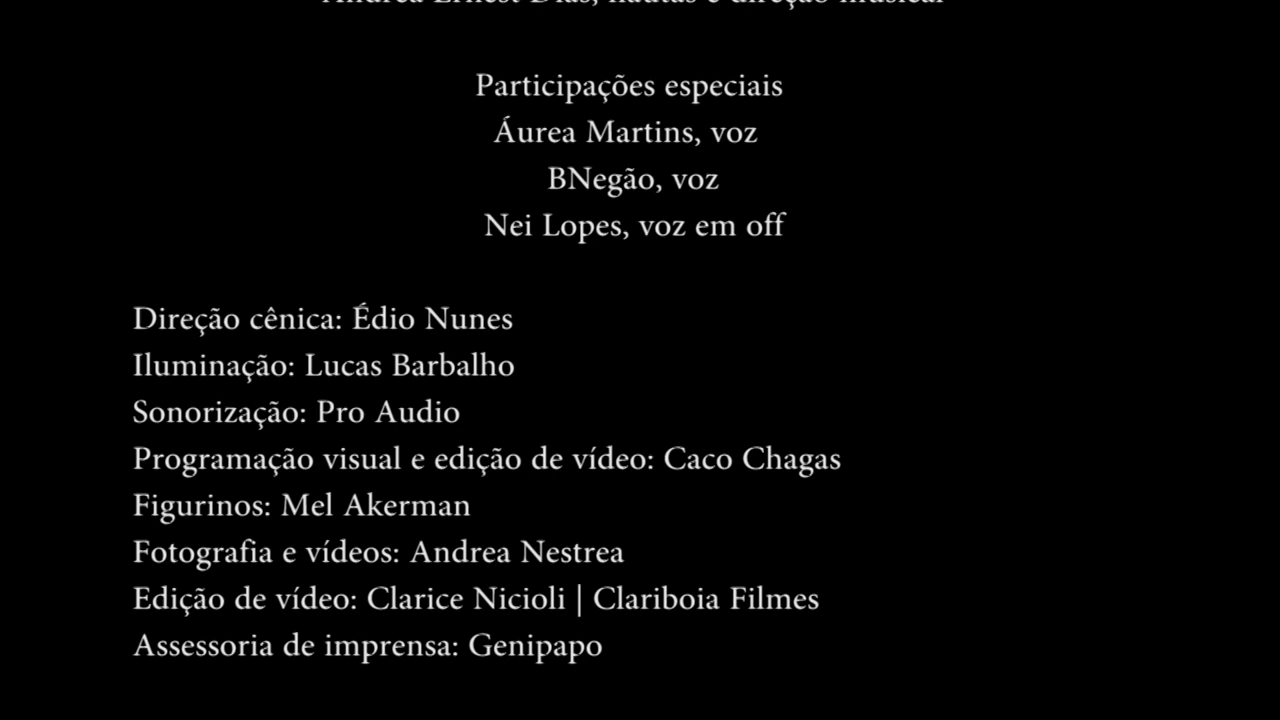 Andrea Ernest Dias, flautas e direção musical
Participações especiais
Áurea Martins, voz
BNegão, voz
Nei Lopes, voz em off
Direção cênica: Édio Nunes
Iluminação: Lucas Barbalho
Sonorização: Pro Audio
Programação visual e edição de vídeo: Caco Chagas
Figurinos: Mel Akerman
Fotografia e vídeos: Andrea Nestrea
Edição de vídeo: Clarice Nicioli | Clariboia Filmes
Assessoria de imprensa: Genipapo